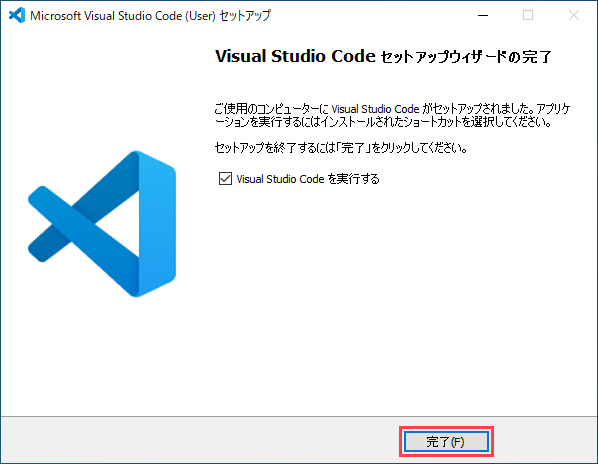 Microsoft Visual Studio Code (User) セットアップ
Visual Studio Code セットアップウィザードの完了
ご使用のコンピューターに Visual Studio Code がセットアップされました。アプリケ
ーションを実行するにはインストールされたショートカットを選択してください。
セットアップを終了するには「完了」をクリックしてください。
Visual Studio Code を実行する
完了(F)